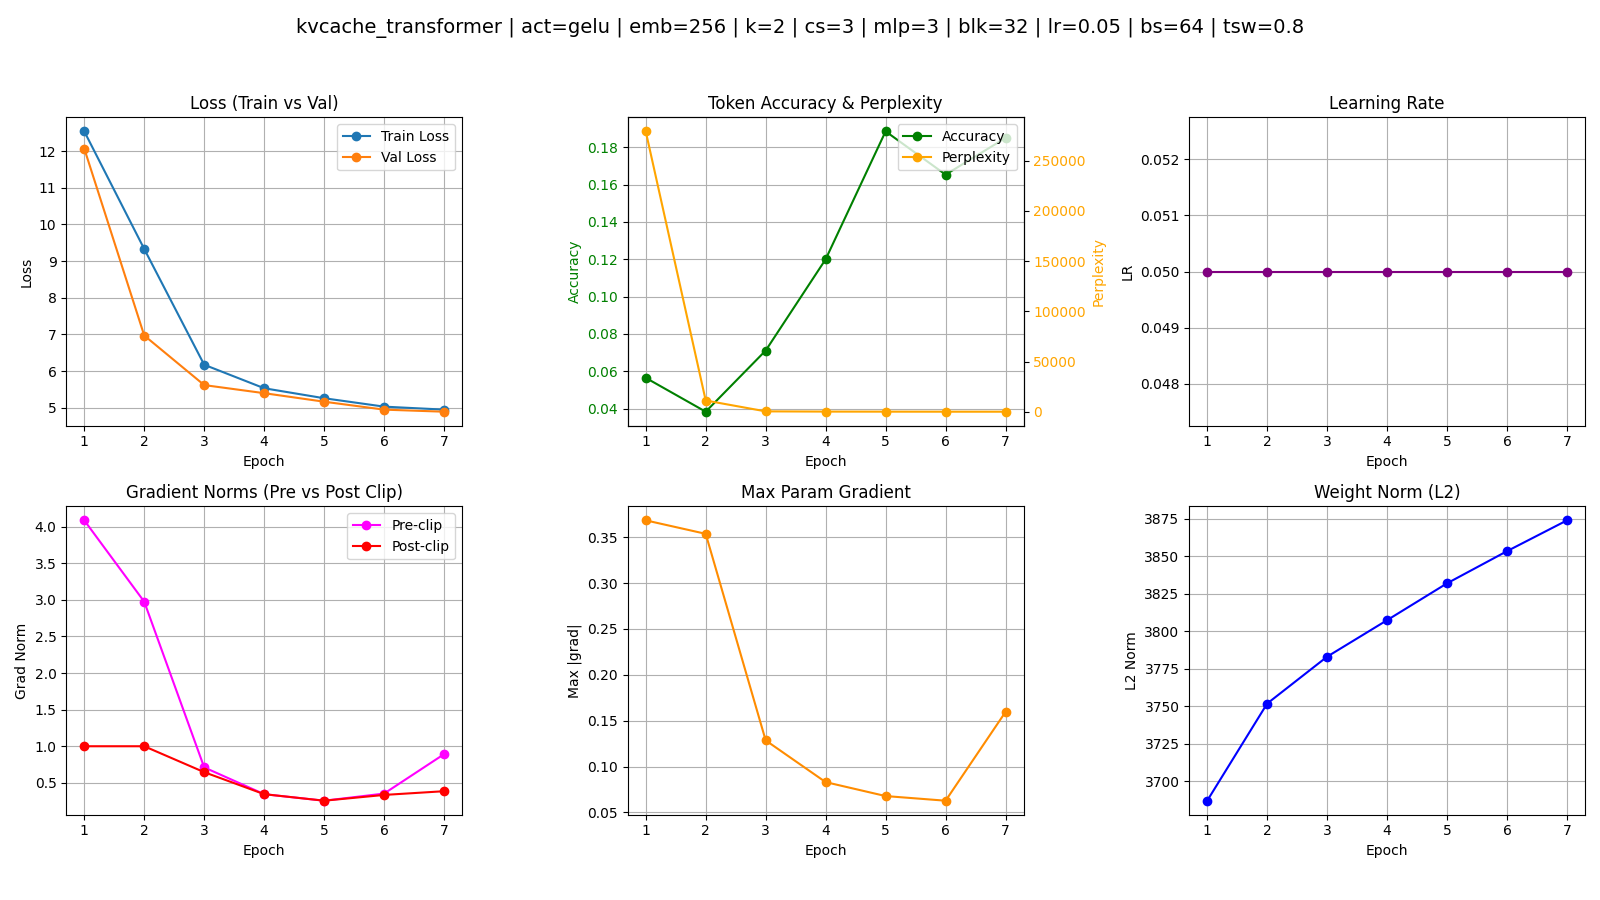 kvcache_transformer | act=gelu | emb=256 | k=2 | cs=3 | mlp=3 | blk=32 | lr=0.05 | bs=64 | tsw=0.8
Loss (Train vs Val)
Train Loss
Val Loss
12
11
10
9
8
7
6
5
Loss
1 2 3 4 5 6 7
Epoch
Token Accuracy & Perplexity
Accuracy
Perplexity
0.18
0.16
0.14
0.12
0.10
0.08
0.06
0.04
Accuracy
250000
200000
150000
100000
50000
0
Perplexity
1 2 3 4 5 6 7
Epoch
Learning Rate
0.052
0.051
0.050
0.049
0.048
LR
1 2 3 4 5 6 7
Epoch
Gradient Norms (Pre vs Post Clip)
Pre-clip
Post-clip
4.0
3.5
3.0
2.5
2.0
1.5
1.0
0.5
Grad Norm
1 2 3 4 5 6 7
Epoch
Max Param Gradient
0.35
0.30
0.25
0.20
0.15
0.10
0.05
Max |grad|
1 2 3 4 5 6 7
Epoch
Weight Norm (L2)
3875
3850
3825
3800
3775
3750
3725
3700
L2 Norm
1 2 3 4 5 6 7
Epoch